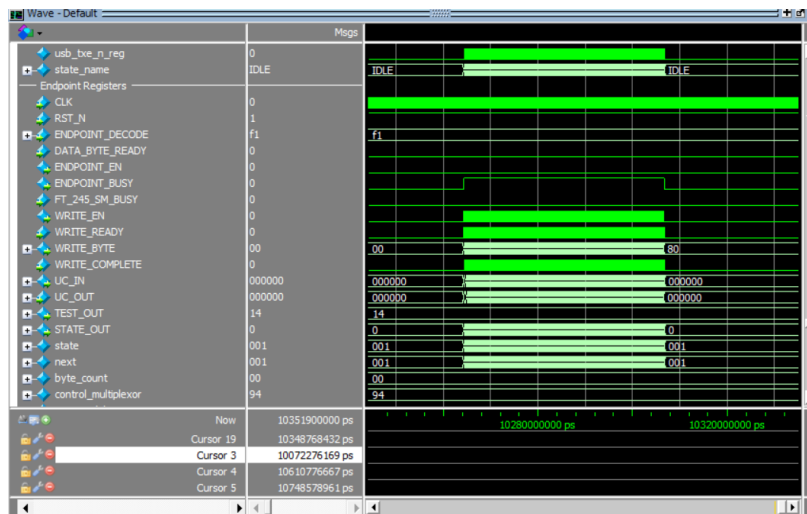 Wave - Default
Msgs
usb_txe_n_reg 0
state_name IDLE IDLE IDLE
Endpoint Registers
CLK 0
RST_N 1
ENDPOINT_DECODE f1 f1
DATA_BYTE_READY 0
ENDPOINT_EN 0
ENDPOINT_BUSY 0
FT_245_SM_BUSY 0
WRITE_EN 0
WRITE_READY 0
WRITE_BYTE 00 00 80
WRITE_COMPLETE 0
UC_IN 000000 000000 000000
UC_OUT 000000 000000 000000
TEST_OUT 14 14
STATE_OUT 0 0 0
state 001 001 001
next 001 001 001
byte_count 00 00
control_multiplexor 94 94
Now 10351900000 ps 10280000000 ps 10320000000 ps
Cursor 19 10348768432 ps
Cursor 3 10072276169 ps
Cursor 4 10610776667 ps
Cursor 5 10748578961 ps